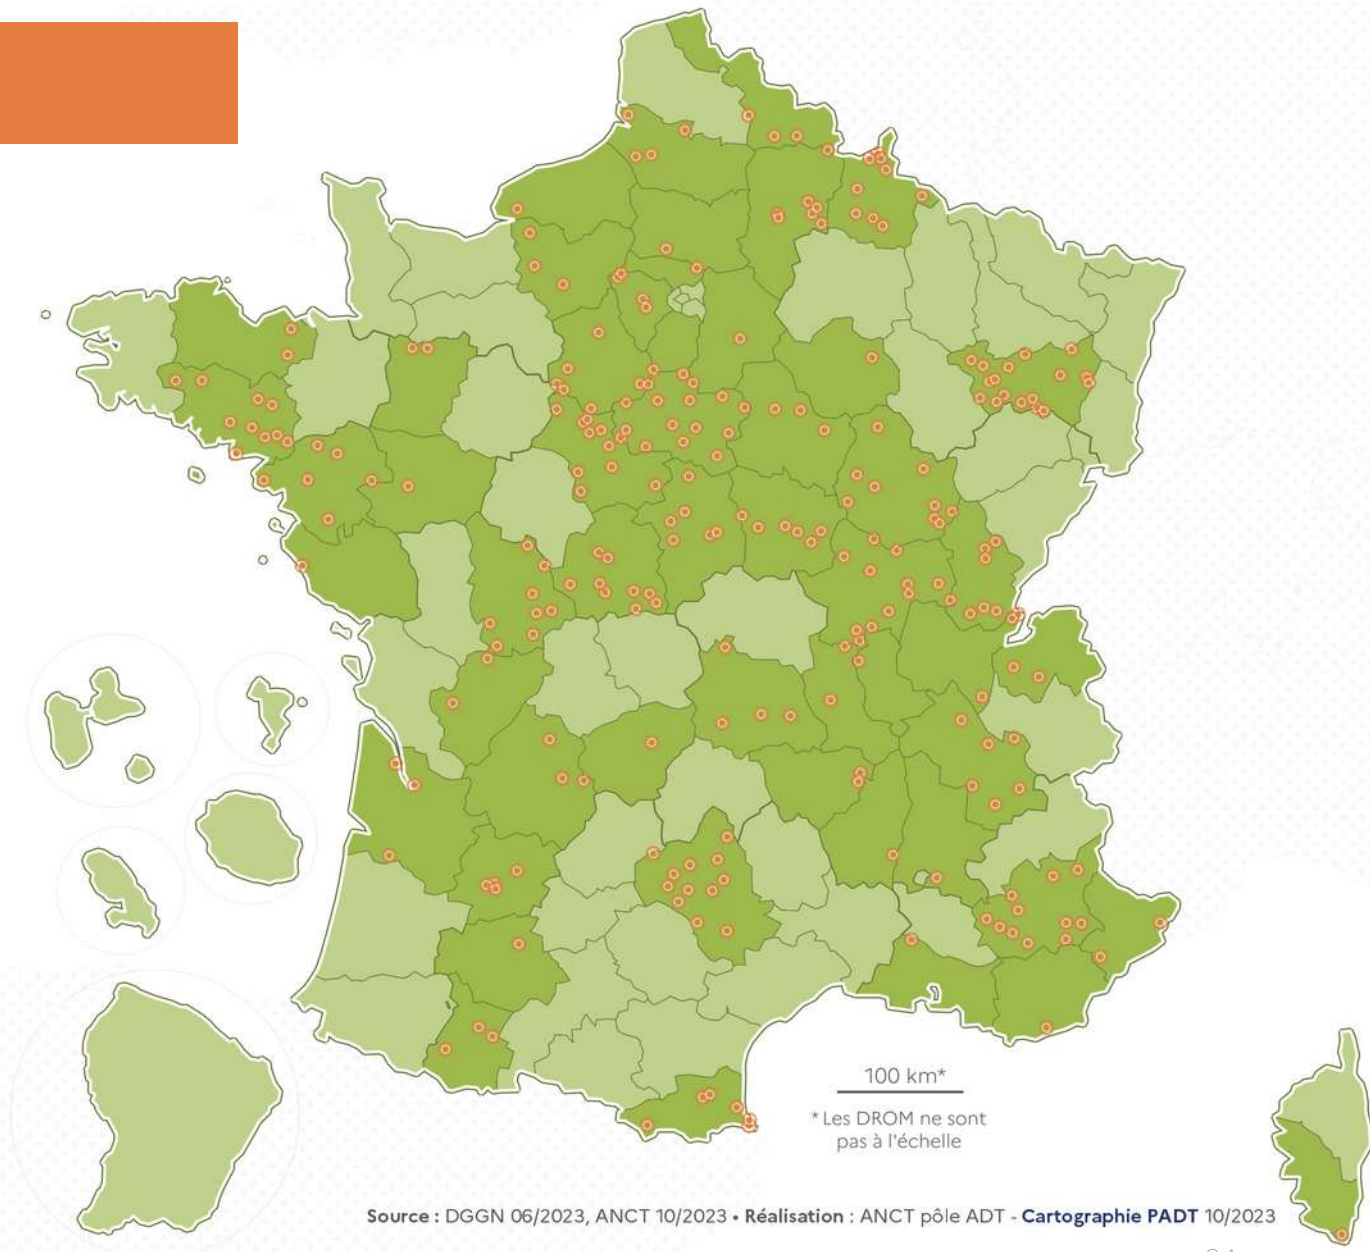 100 km*
* Les DROM ne sont
pas à l'échelle
Source : DGGN 06/2023, ANCT 10/2023 • Réalisation : ANCT pôle ADT - Cartographie PADT 10/2023